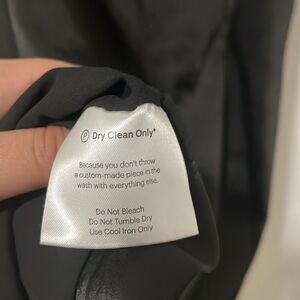 Ⓟ Dry Clean Only*
Because you don't throw
a custom-made piece in the
wash with everything else.
Do Not Bleach
Do Not Tumble Dry
Use Cool Iron Only